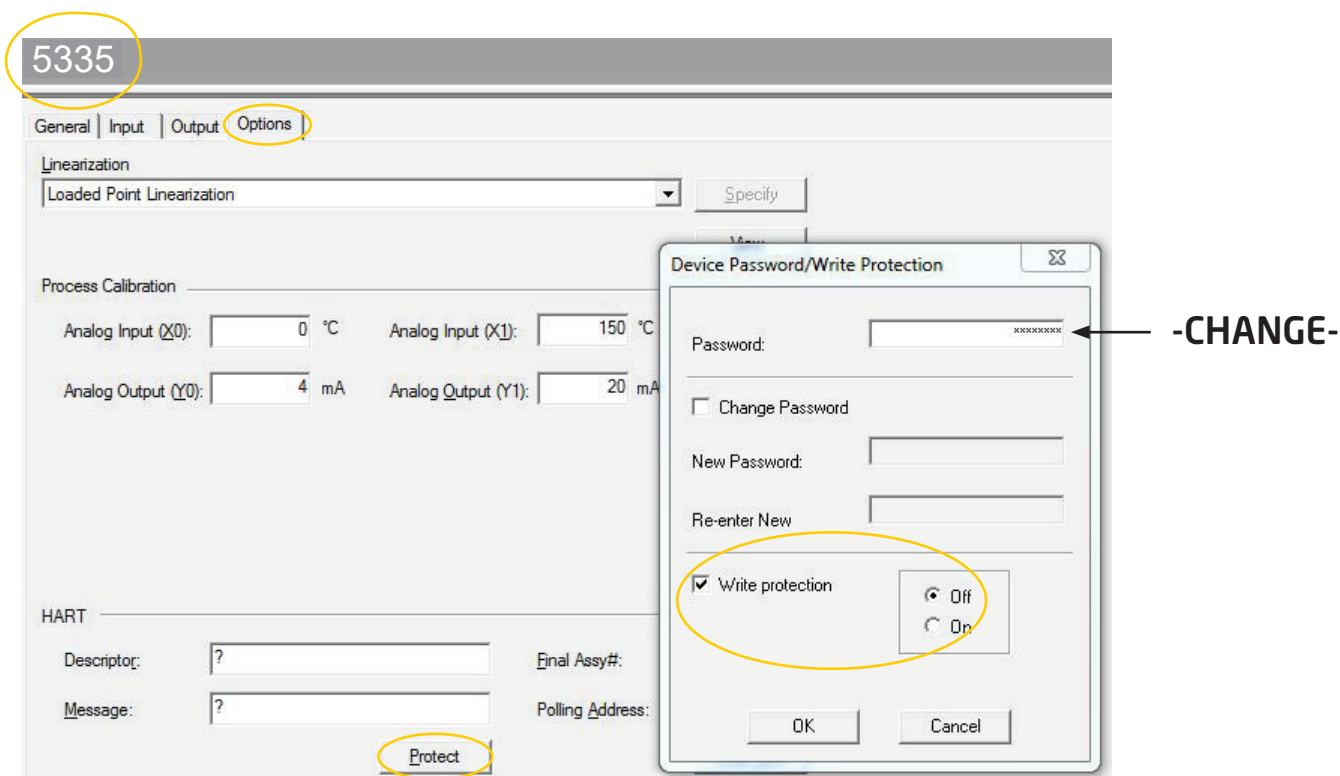 5335
General Input Output Options
Linearization
Loaded Point Linearization
Specify
Process Calibration
Analog Input (X0): 0 °C Analog Input (X1): 150 °C
Analog Output (Y0): 4 mA Analog Output (Y1): 20 mA
HART
Descriptor: ? Final Assy#:
Message: ? Polling Address:
Protect
Device Password/Write Protection
Password: ******** -CHANGE-
Change Password
New Password:
Re-enter New
Write protection
Off
On
OK Cancel